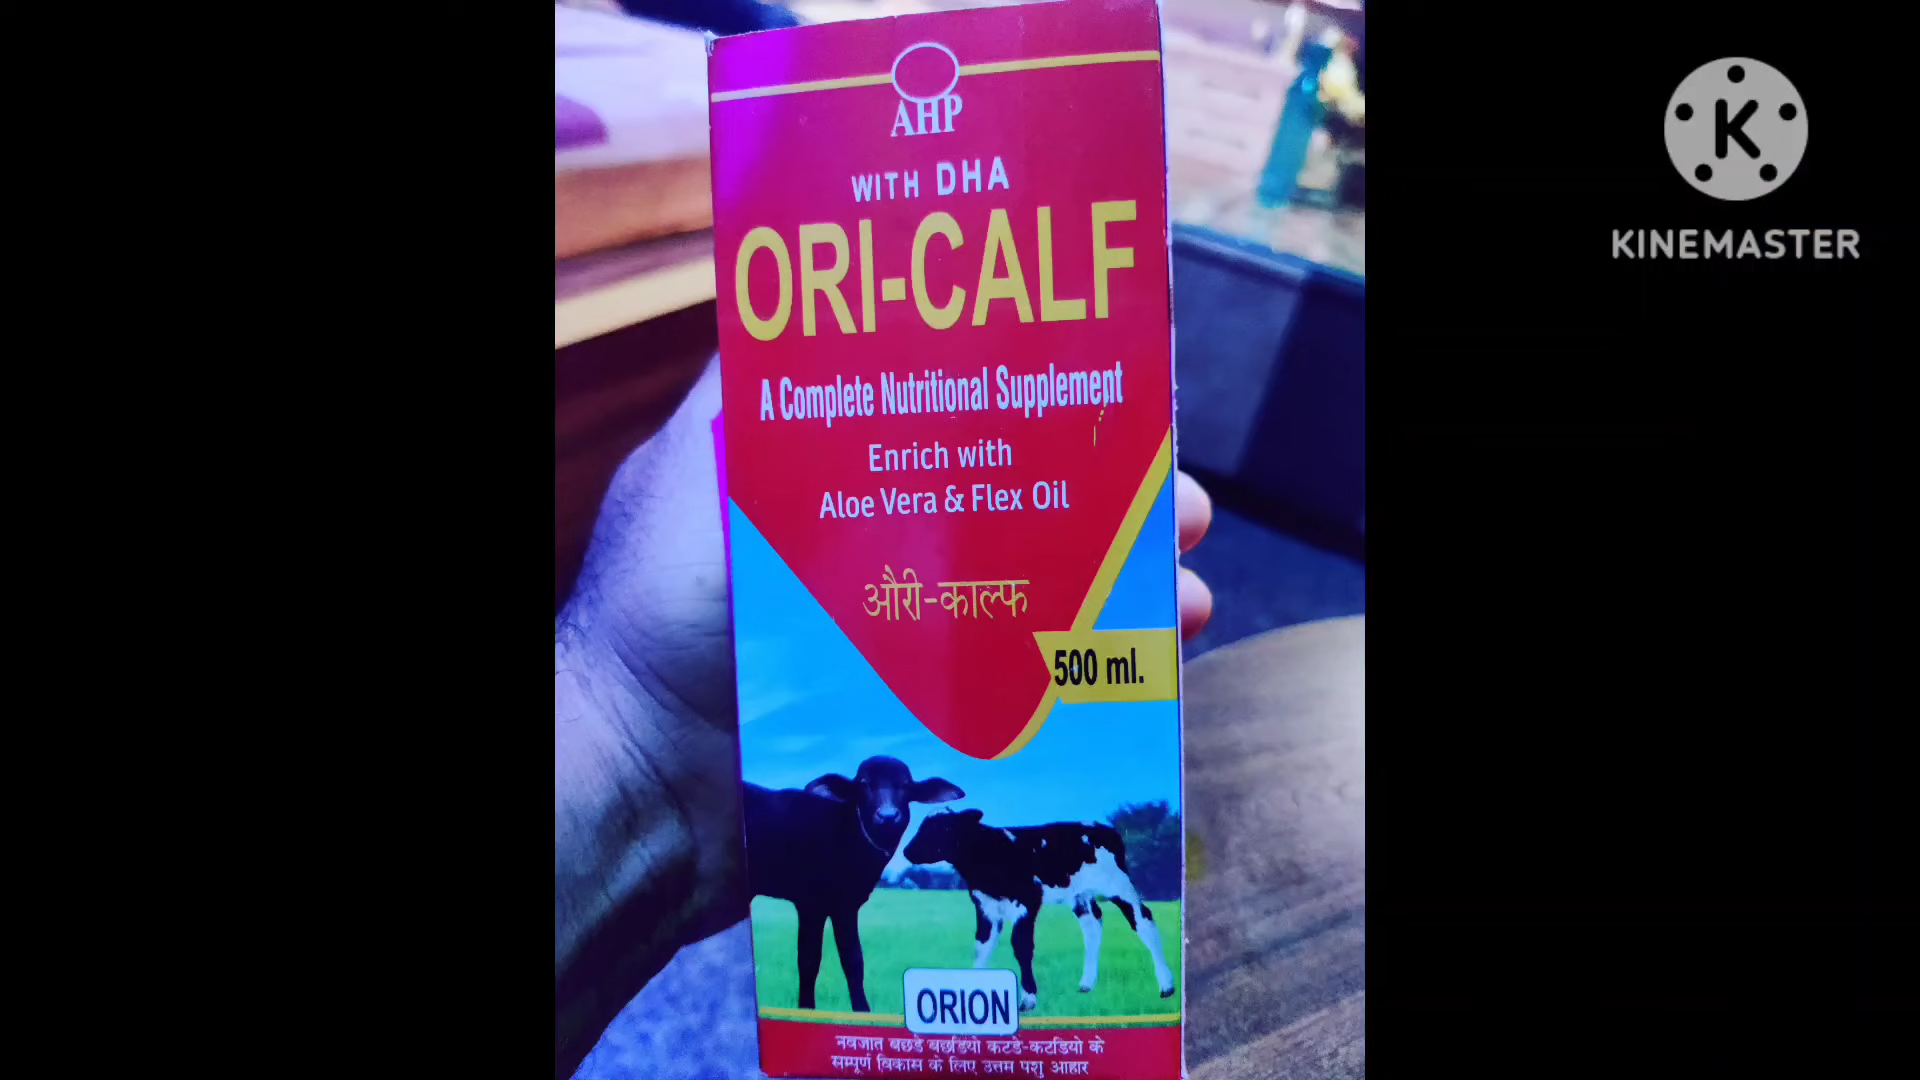 AHP
WITH DHA
ORI-CALF
A Complete Nutritional Supplement
Enrich with
Aloe Vera & Flex Oil
औरी-काल्फ
500 ml.
ORION
नवजात बछडे बछडियो कटडे-कटडियो के
सम्पूर्ण विकास के लिए उत्तम पशु आहार
K
KINEMASTER